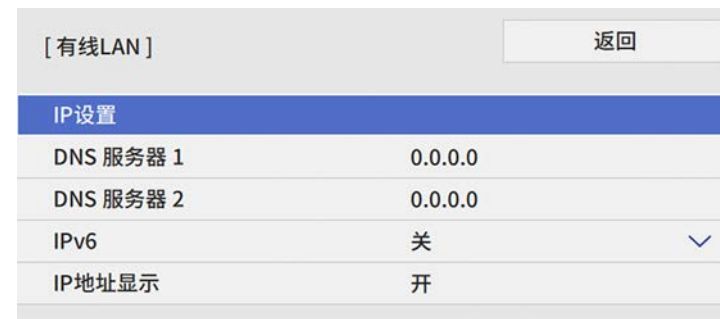 [ 有线LAN ]
返回
IP设置
DNS 服务器 1 0.0.0.0
DNS 服务器 2 0.0.0.0
IPv6 关
IP地址显示 开